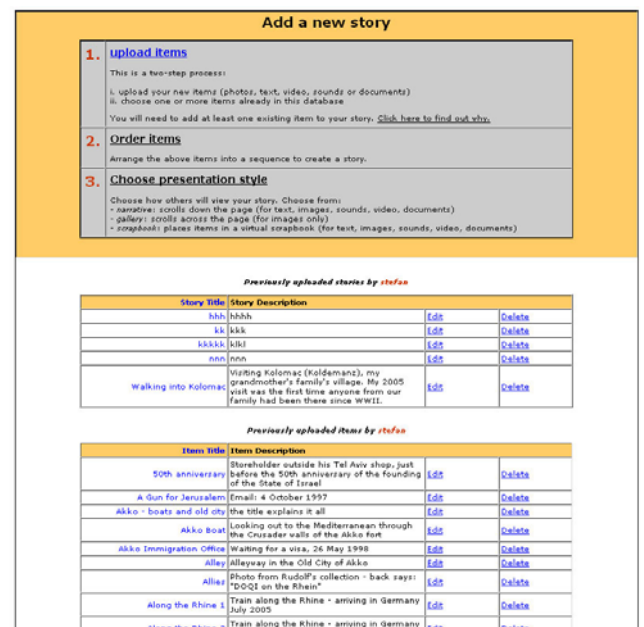 Add a new story
1. upload items
This is a two-step process:
i. upload your new items (photos, text, video, sounds or documents)
ii. choose one or more items already in this database
You will need to add at least one existing item to your story. Click here to find out why.
2. Order items
Arrange the above items into a sequence to create a story.
3. Choose presentation style
Choose how others will view your story. Choose from:
- narrative: scrolls down the page (for text, images, sounds, video, documents)
- gallery: scrolls across the page (for images only)
- scrapbook: places items in a virtual scrapbook (for text, images, sounds, video, documents)
Previously uploaded stories by stefan
Story Title Story Description
hhh hhhh Edit Delete
kk kkk Edit Delete
kkkkk klkl Edit Delete
nnn nnn Edit Delete
Visiting Kolomac (Koldemanz), my
Walking into Kolomac grandmother's family's village. My 2005 Edit Delete
visit was the first time anyone from our
family had been there since WWII.
Previously uploaded items by stefan
Item Title Item Description
Storeholder outside his Tel Aviv shop, just
50th anniversary before the 50th anniversary of the founding Edit Delete
of the State of Israel
A Gun for Jerusalem Email: 4 October 1997 Edit Delete
Akko - boats and old city the title explains it all Edit Delete
Akko Boat Looking out to the Mediterranean through Edit Delete
the Crusader walls of the Akko fort
Akko Immigration Office Waiting for a visa, 26 May 1998 Edit Delete
Alley Alleyway in the Old City of Akko Edit Delete
Allies Photo from Rudolf's collection - back says: Edit Delete
"DOQI on the Rhein"
Along the Rhine 1 Train along the Rhine - arriving in Germany Edit Delete
July 2005
Train along the Rhine - arriving in Germany